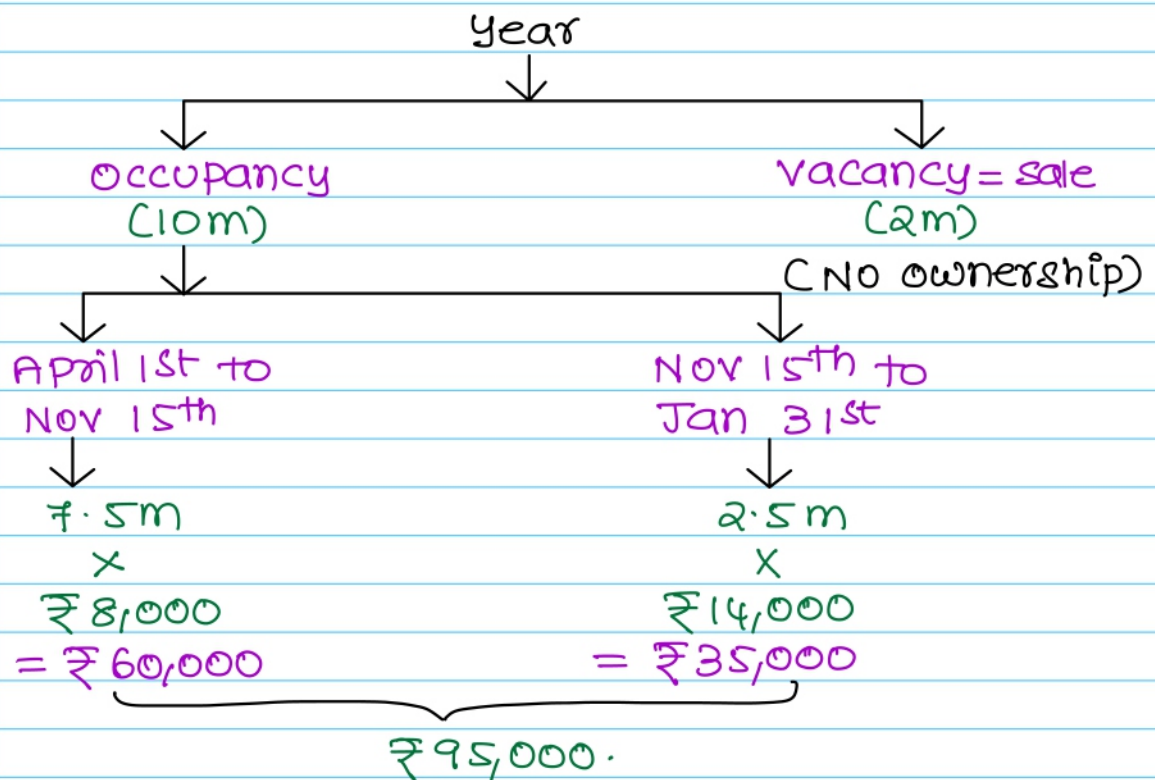 Year
Occupancy
Vacancy = Sale
(10m)
(2m)
(No ownership)
April 1st to
Nov 15th
Nov 15th to
Jan 31st
7.5m
2.5m
×
×
₹8,000
₹14,000
= ₹60,000
= ₹35,000
₹95,000.